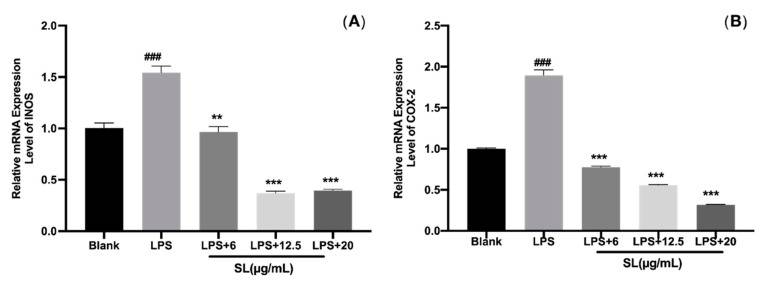 (A)
Relative mRNA Expression
Level of INOS
2.0
1.5
1.0
0.5
0.0
###
**
***
***
Blank
LPS
LPS+6
LPS+12.5
LPS+20
SL(μg/mL)
(B)
Relative mRNA Expression
Level of COX-2
2.5
2.0
1.5
1.0
0.5
0.0
###
***
***
***
Blank
LPS
LPS+6
LPS+12.5
LPS+20
SL(μg/mL)